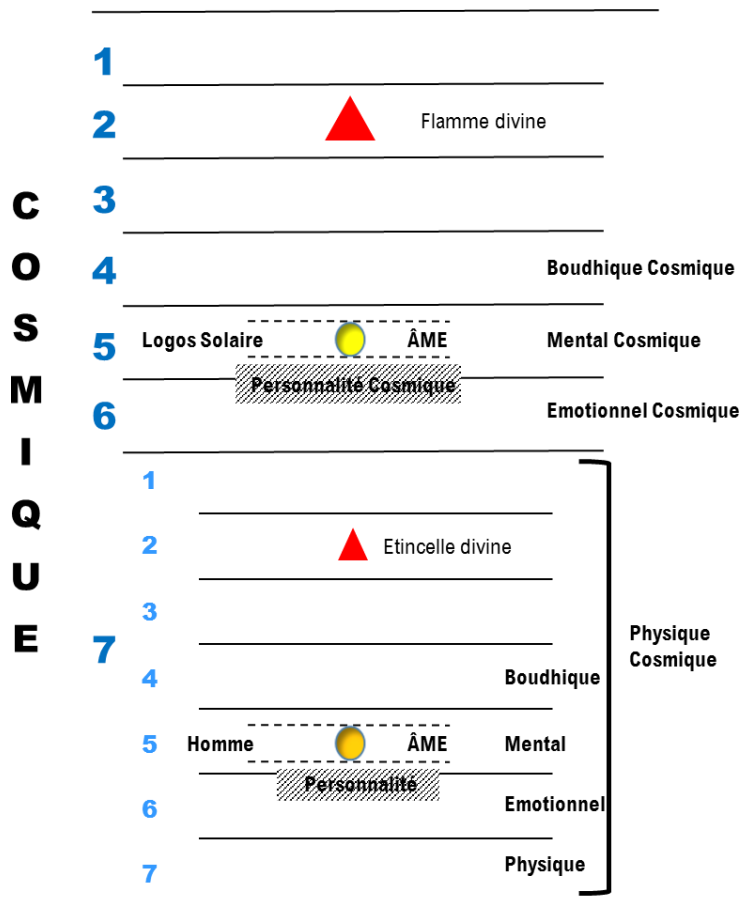 COSMIQUE
1
2 Flamme divine
3
4 Boudhique Cosmique
5 Logos Solaire ÂME Mental Cosmique
Personnalité Cosmique
6 Emotionnel Cosmique
7
1
2 Etincelle divine
3
4 Boudhique
5 Homme ÂME Mental
Personnalité
6 Emotionnel
7 Physique
Physique
Cosmique